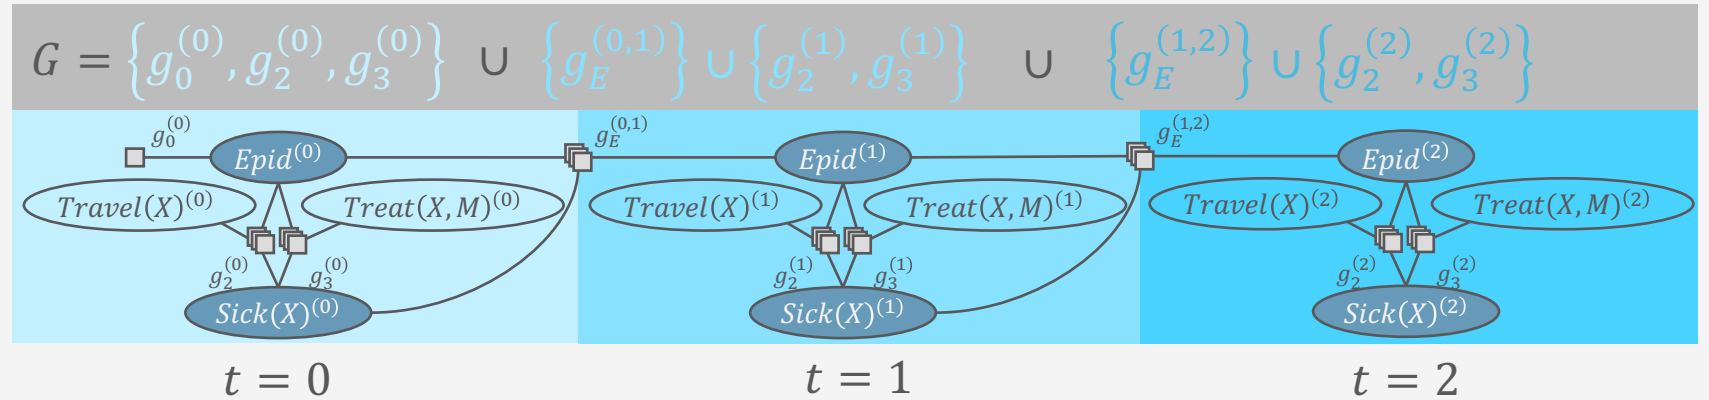 G = {g_0^(0), g_2^(0), g_3^(0)} ∪ {g_E^(0,1)} ∪ {g_2^(1), g_3^(1)} ∪ {g_E^(1,2)} ∪ {g_2^(2), g_3^(2)}
g_0^(0) g_E^(0,1) g_E^(1,2)
Epid^(0) Epid^(1) Epid^(2)
Travel(X)^(0) Treat(X, M)^(0) Travel(X)^(1) Treat(X, M)^(1) Travel(X)^(2) Treat(X, M)^(2)
g_2^(0) g_3^(0) g_2^(1) g_3^(1) g_2^(2) g_3^(2)
Sick(X)^(0) Sick(X)^(1) Sick(X)^(2)
t = 0 t = 1 t = 2